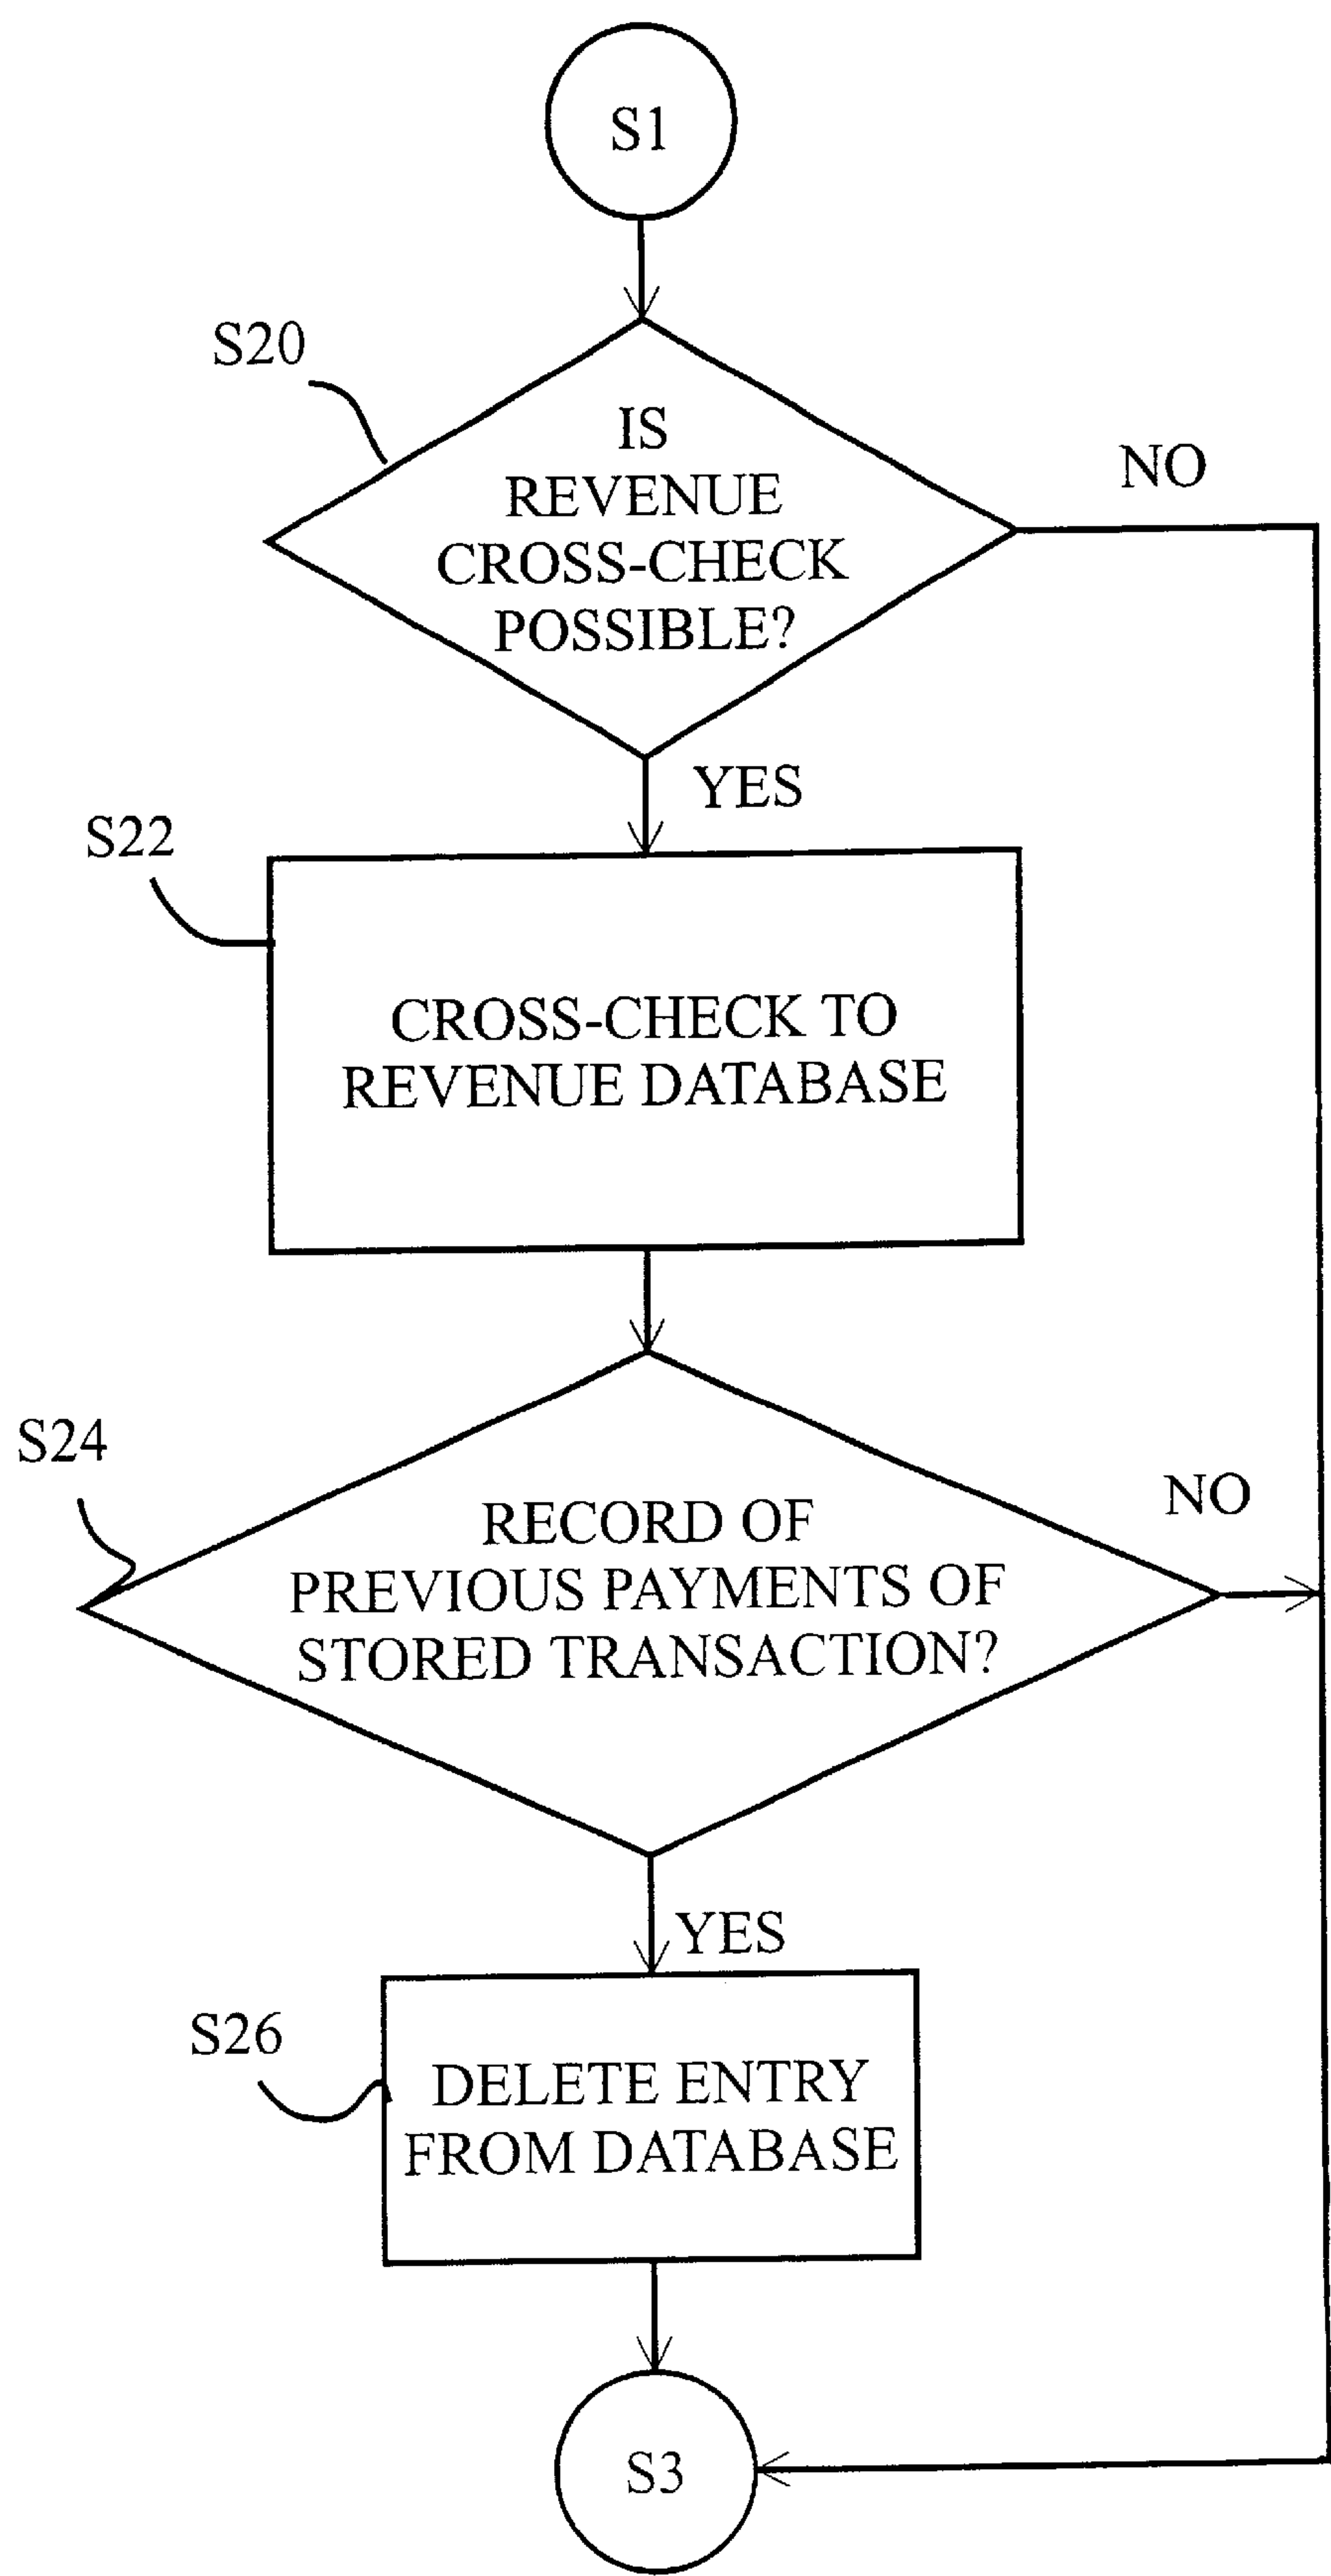 S1
S20
IS
REVENUE
CROSS-CHECK
POSSIBLE?
NO
YES
S22
CROSS-CHECK TO
REVENUE DATABASE
S24
RECORD OF
PREVIOUS PAYMENTS OF
STORED TRANSACTION?
NO
YES
S26
DELETE ENTRY
FROM DATABASE
S3